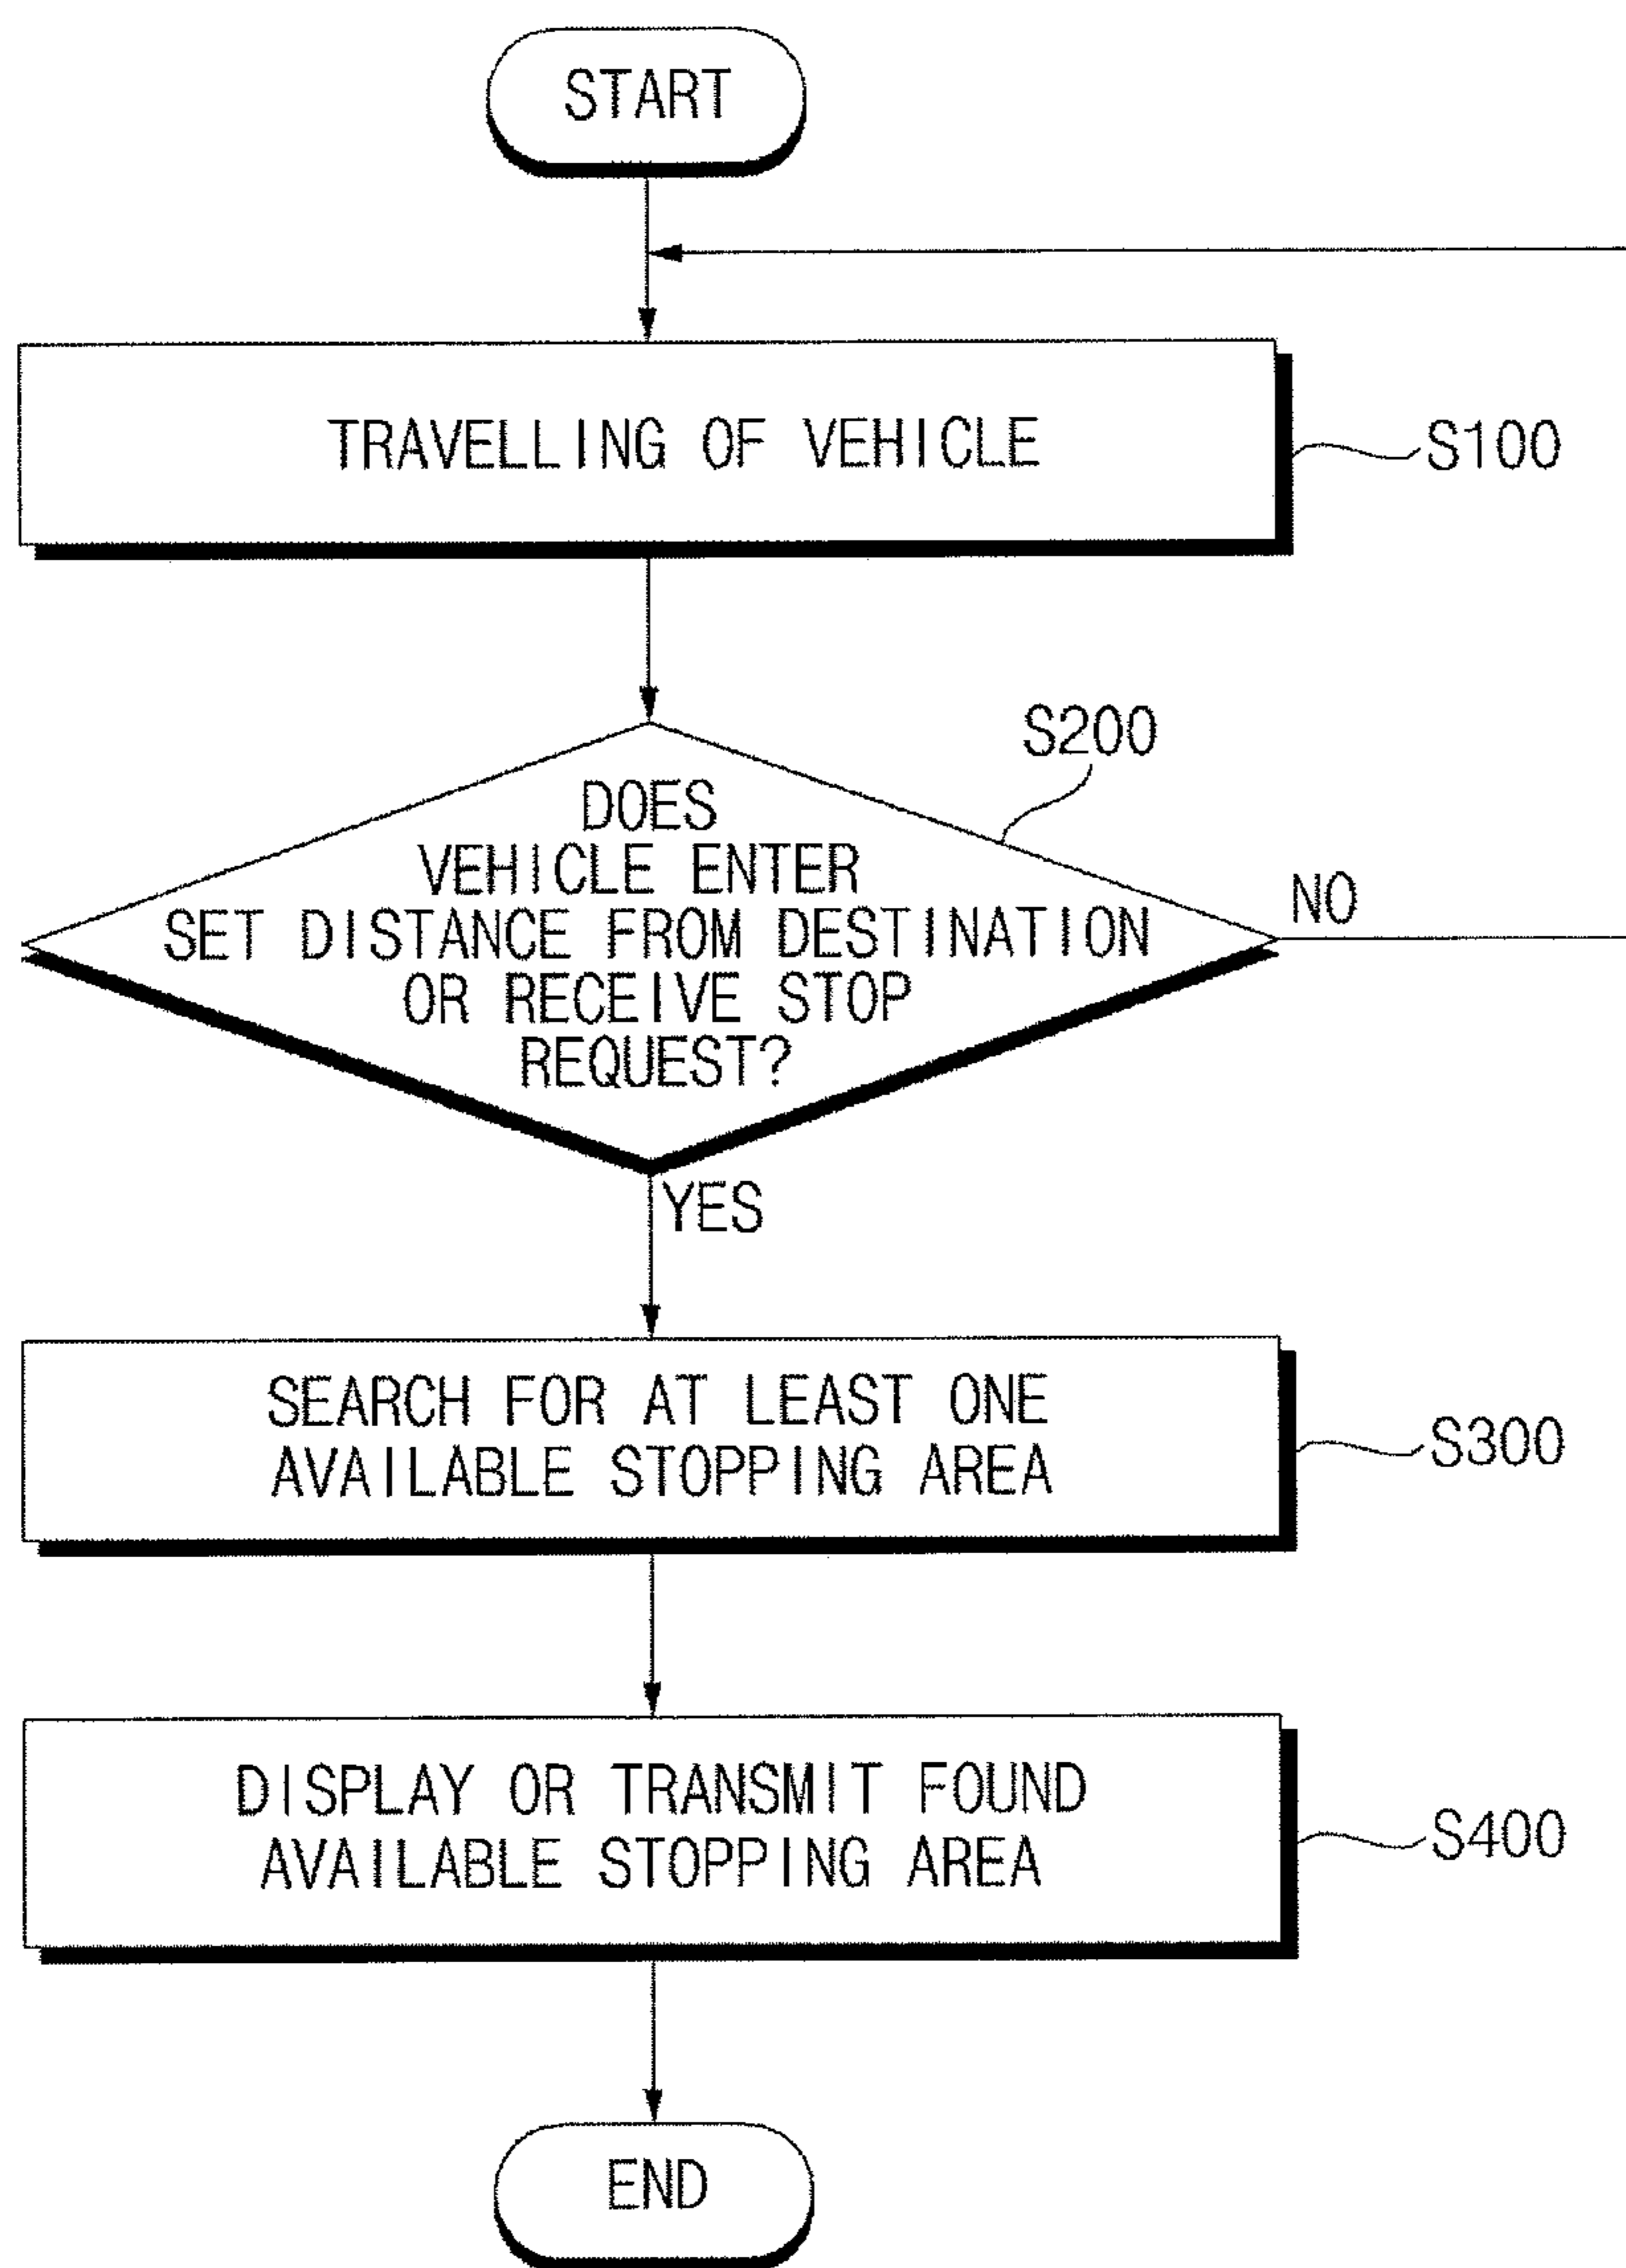 START
TRAVELLING OF VEHICLE
S100
S200
DOES
VEHICLE ENTER
SET DISTANCE FROM DESTINATION
OR RECEIVE STOP
REQUEST?
NO
YES
SEARCH FOR AT LEAST ONE
AVAILABLE STOPPING AREA
S300
DISPLAY OR TRANSMIT FOUND
AVAILABLE STOPPING AREA
S400
END